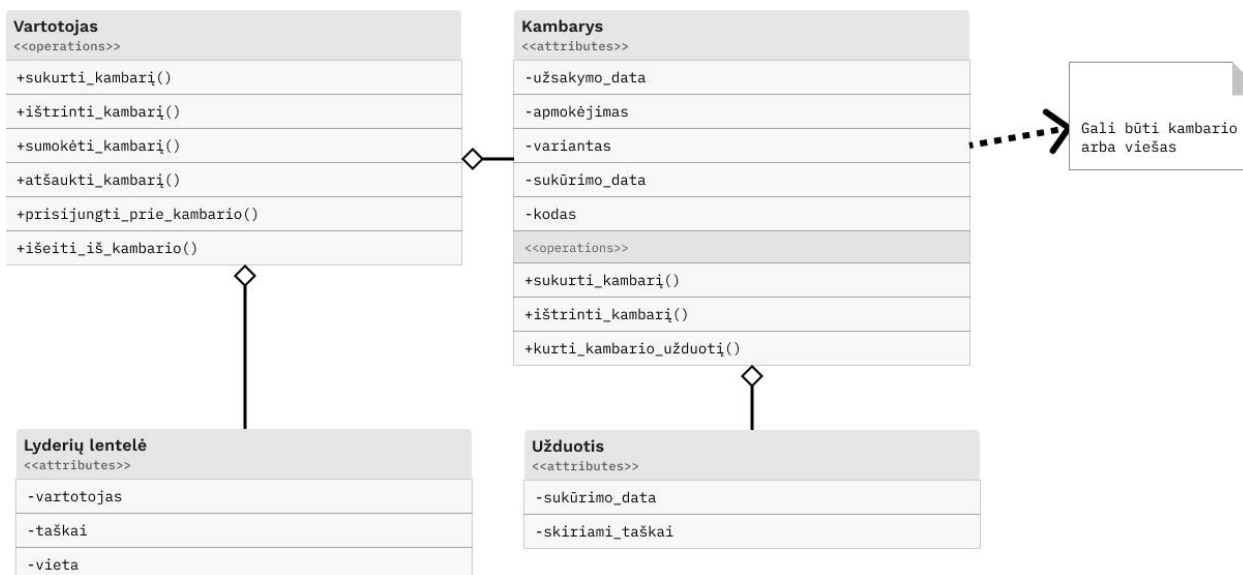 Vartotojas
<<operations>>
+sukurti_kambarį()
+ištrinti_kambarį()
+sumokėti_kambarį()
+atšaukti_kambarį()
+prisijungti_prie_kambario()
+išeiti_iš_kambario()
Kambarys
<<attributes>>
-užsakymo_data
-apmokėjimas
-variantas
-sukūrimo_data
-kodas
<<operations>>
+sukurti_kambarį()
+ištrinti_kambarį()
+kurti_kambario_užduotį()
Gali būti kambario
arba viešas
Lyderių lentelė
<<attributes>>
-vartotojas
-taškai
-vieta
Užduotis
<<attributes>>
-sukūrimo_data
-skiriami_taškai